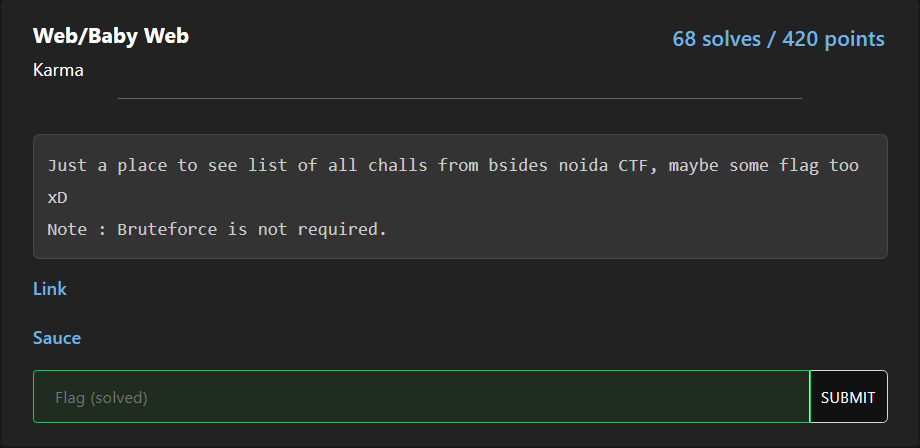 Web/Baby Web
68 solves / 420 points
Karma
Just a place to see list of all challs from bsides noida CTF, maybe some flag too
xD
Note : Bruteforce is not required.
Link
Sauce
Flag (solved)
SUBMIT